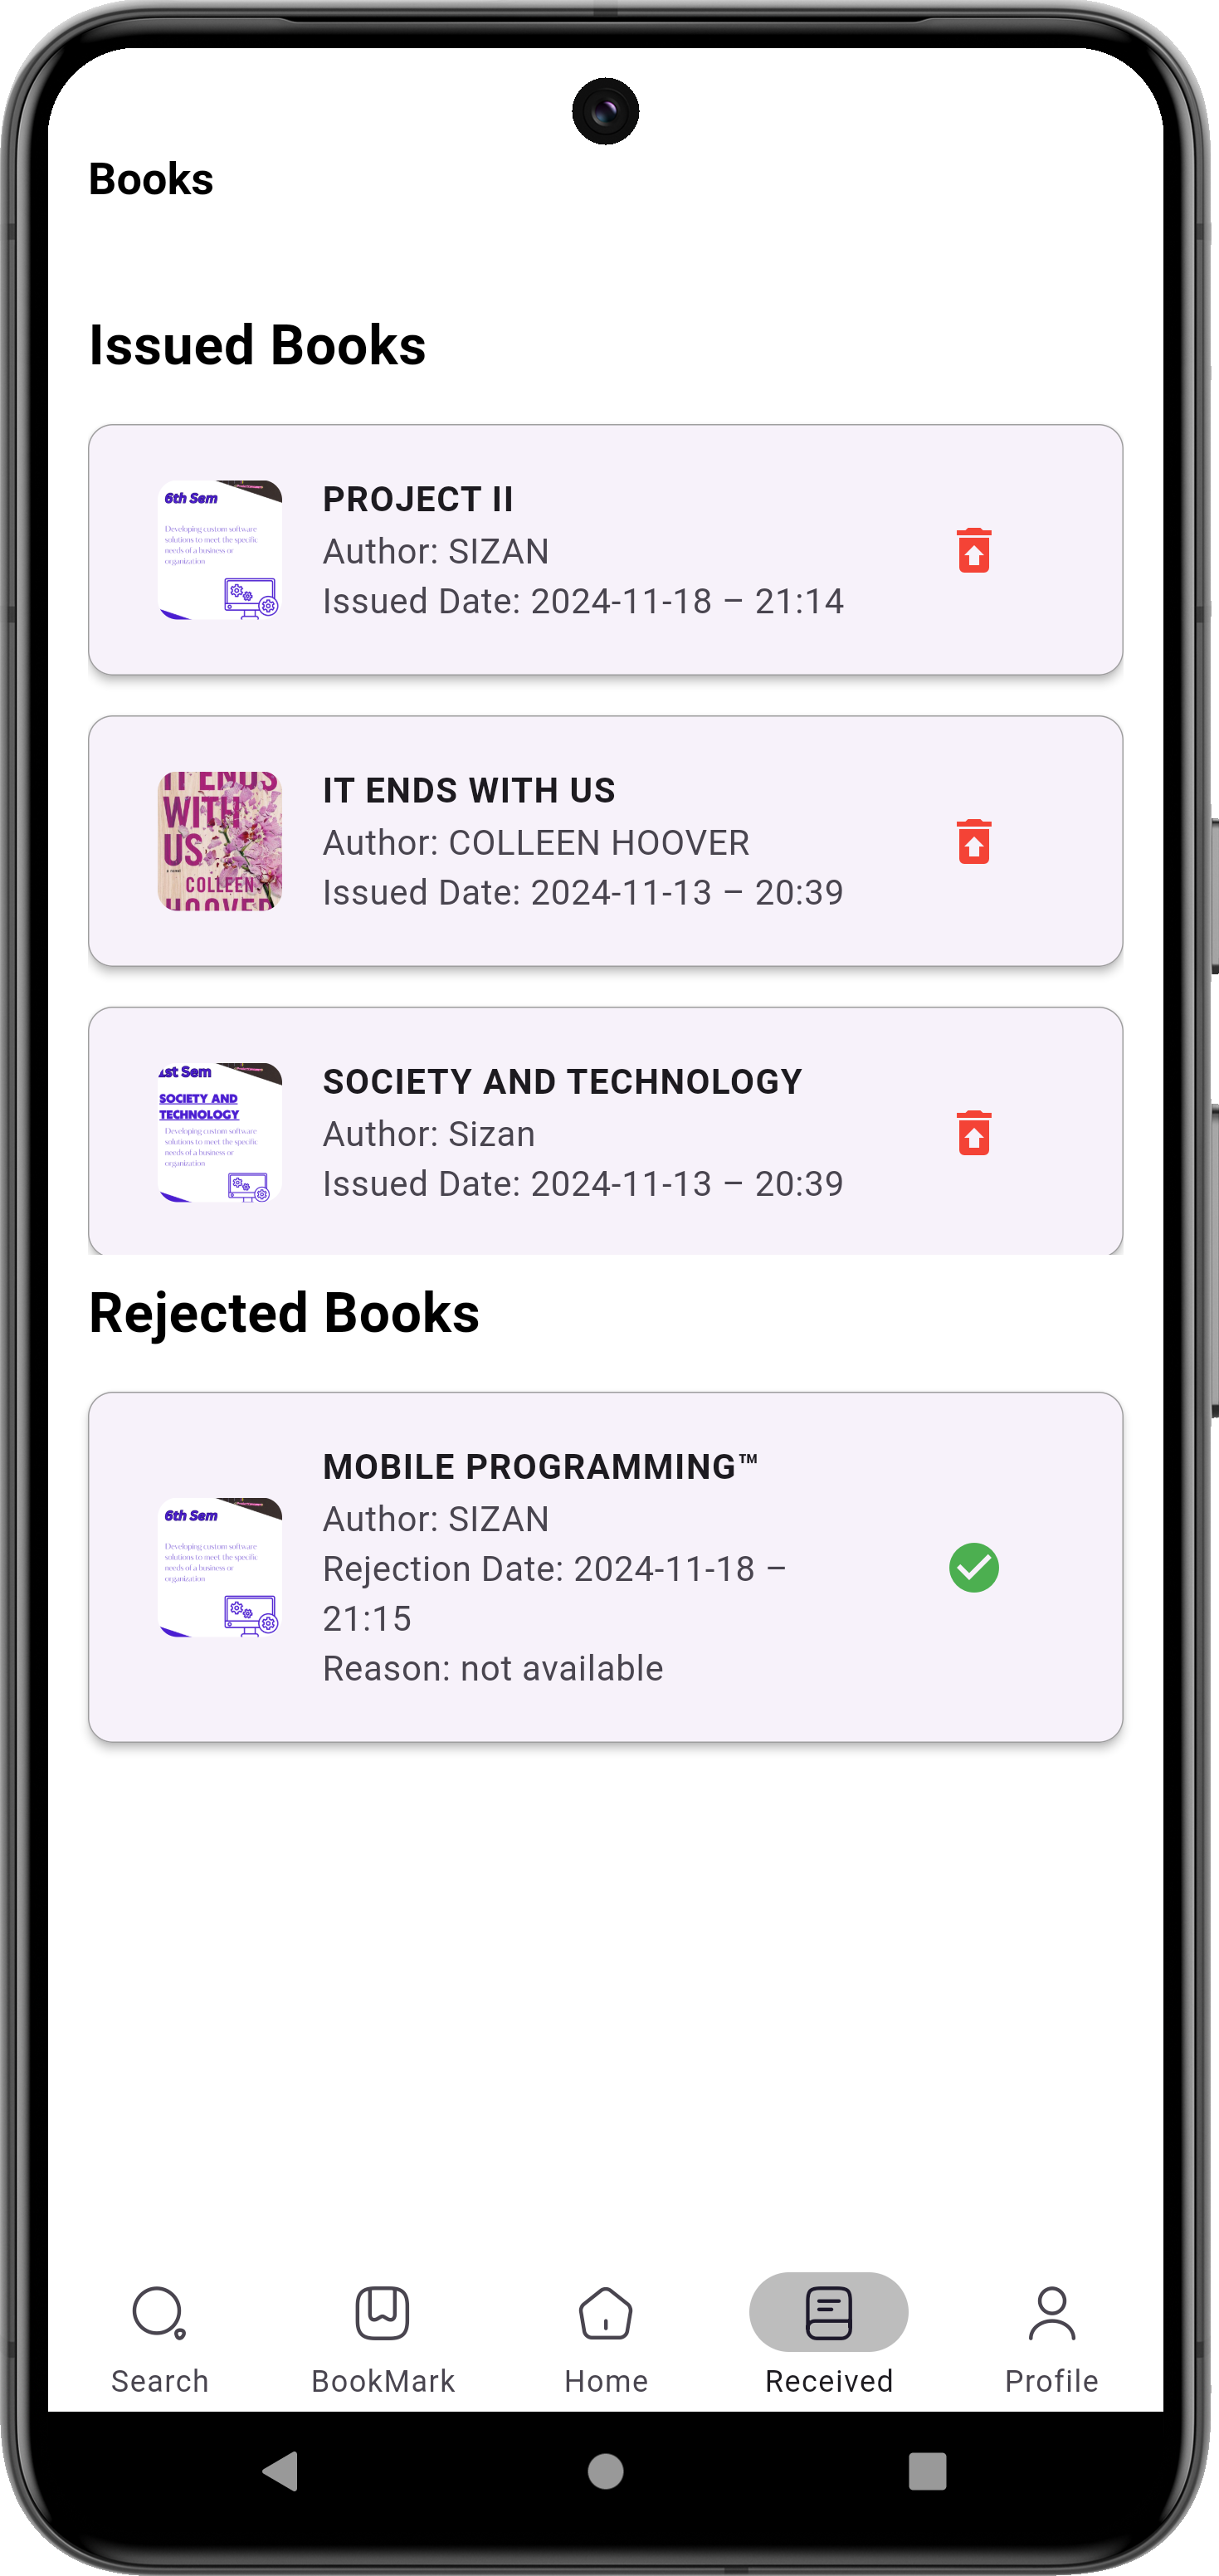 Books
Issued Books
6th Sem
Developing custom software
solutions to meet the specific
needs of a business or
organization
PROJECT II
Author: SIZAN
Issued Date: 2024-11-18 – 21:14
IT ENDS
WITH
US
COLLEEN
HOOVER
IT ENDS WITH US
Author: COLLEEN HOOVER
Issued Date: 2024-11-13 – 20:39
1st Sem
SOCIETY AND
TECHNOLOGY
Developing custom software
solutions to meet the specific
needs of a business or
organization
SOCIETY AND TECHNOLOGY
Author: Sizan
Issued Date: 2024-11-13 – 20:39
Rejected Books
6th Sem
Developing custom software
solutions to meet the specific
needs of a business or
organization
MOBILE PROGRAMMING™
Author: SIZAN
Rejection Date: 2024-11-18 –
21:15
Reason: not available
Search
BookMark
Home
Received
Profile